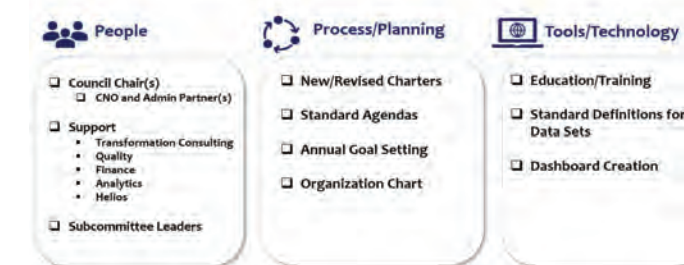 People
❑ Council Chair(s)
❑ CNO and Admin Partner(s)
❑ Support
▪ Transformation Consulting
▪ Quality
▪ Finance
▪ Analytics
▪ Helios
❑ Subcommittee Leaders
Process/Planning
❑ New/Revised Charters
❑ Standard Agendas
❑ Annual Goal Setting
❑ Organization Chart
Tools/Technology
❑ Education/Training
❑ Standard Definitions for
Data Sets
❑ Dashboard Creation